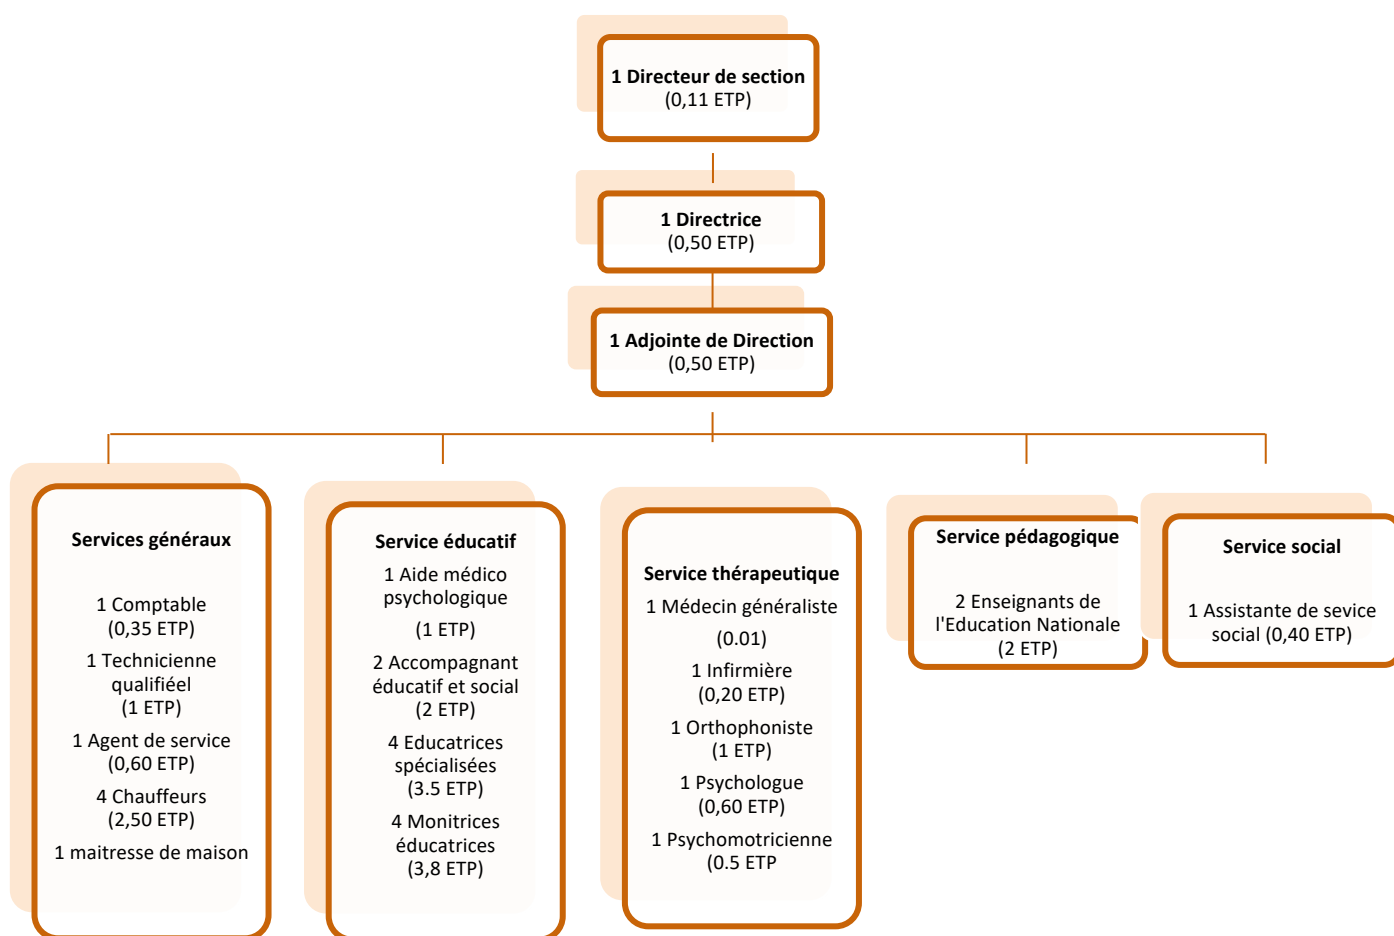 1 Directeur de section
(0,11 ETP)
1 Directrice
(0,50 ETP)
1 Adjointe de Direction
(0,50 ETP)
Services généraux
1 Comptable
(0,35 ETP)
1 Technicienne
qualifiéel
(1 ETP)
1 Agent de service
(0,60 ETP)
4 Chauffeurs
(2,50 ETP)
1 maitresse de maison
Service éducatif
1 Aide médico
psychologique
(1 ETP)
2 Accompagnant
éducatif et social
(2 ETP)
4 Educatrices
spécialisées
(3.5 ETP)
4 Monitrices
éducatrices
(3,8 ETP)
Service thérapeutique
1 Médecin généraliste
(0.01)
1 Infirmière
(0,20 ETP)
1 Orthophoniste
(1 ETP)
1 Psychologue
(0,60 ETP)
1 Psychomotricienne
(0.5 ETP
Service pédagogique
2 Enseignants de
l'Education Nationale
(2 ETP)
Service social
1 Assistante de sevice
social (0,40 ETP)